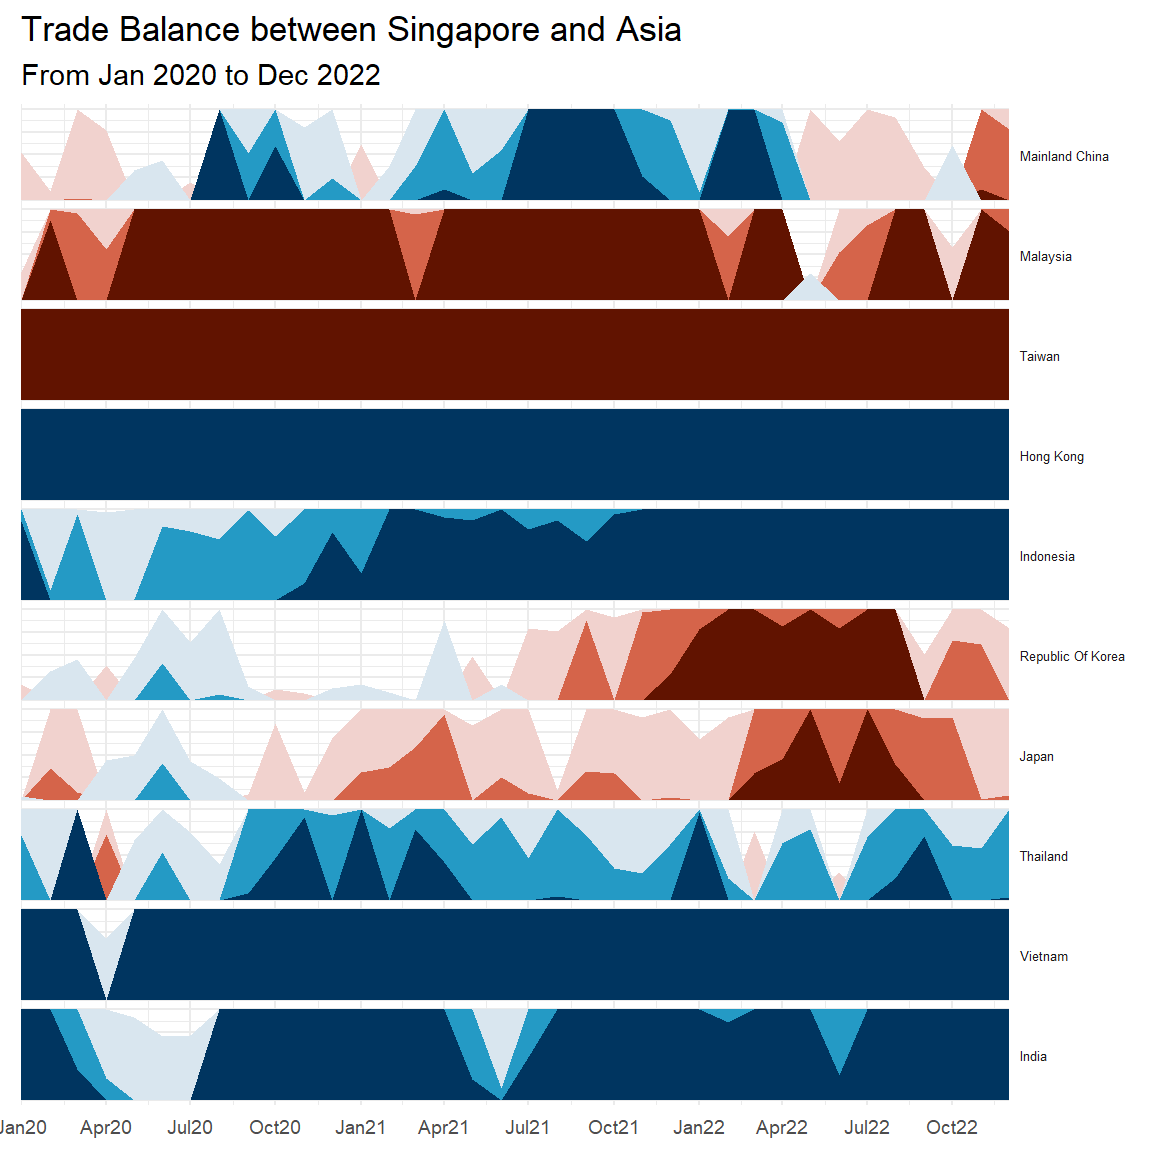 Trade Balance between Singapore and Asia
From Jan 2020 to Dec 2022
Mainland China
Malaysia
Taiwan
Hong Kong
Indonesia
Republic Of Korea
Japan
Thailand
Vietnam
India
Jan20 Apr20 Jul20 Oct20 Jan21 Apr21 Jul21 Oct21 Jan22 Apr22 Jul22 Oct22